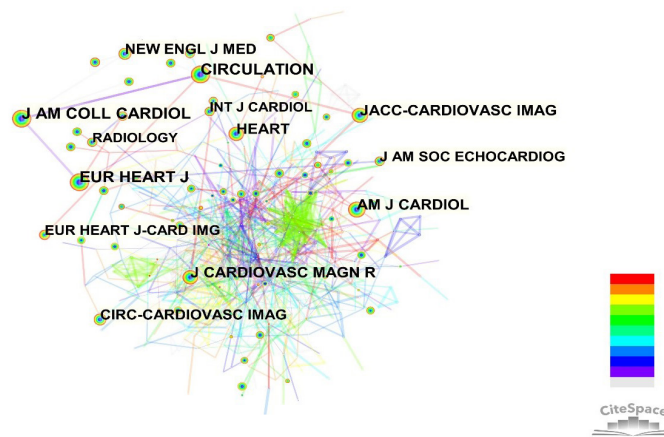 NEW ENGL J MED
CIRCULATION
J AM COLL CARDIOL
INT J CARDIOL
JACC-CARDIOVASC IMAG
HEART
RADIOLOGY
J AM SOC ECHOCARDIOG
EUR HEART J
AM J CARDIOL
EUR HEART J-CARD IMG
J CARDIOVASC MAGN R
CIRC-CARDIOVASC IMAG
CiteSpace